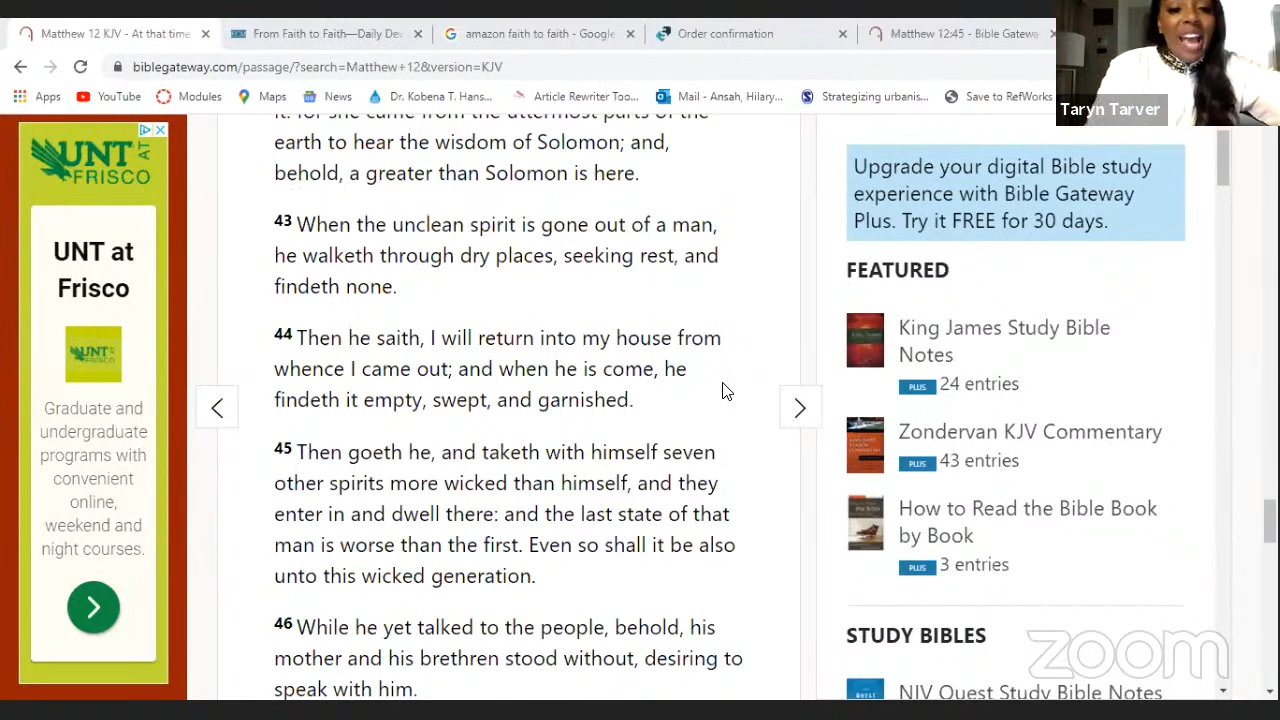 Matthew 12 KJV - At that time
From Faith to Faith—Daily De
amazon faith to faith - Google
Order confirmation
Matthew 12:45 - Bible Gatewa
biblegateway.com/passage/?search=Matthew+12&version=KJV
Apps
YouTube
Modules
Maps
News
Dr. Kobena T. Hans...
Article Rewriter Too...
Mail - Ansah, Hilary...
Strategizing urbanis...
Save to RefWorks
Taryn Tarver
UNT AT
FRISCO
UNT at
Frisco
UNT
Graduate and
undergraduate
programs with
convenient
online,
weekend and
night courses.
it: for she came from the uttermost parts of the
earth to hear the wisdom of Solomon; and,
behold, a greater than Solomon is here.
43 When the unclean spirit is gone out of a man,
he walketh through dry places, seeking rest, and
findeth none.
44 Then he saith, I will return into my house from
whence I came out; and when he is come, he
findeth it empty, swept, and garnished.
45 Then goeth he, and taketh with himself seven
other spirits more wicked than himself, and they
enter in and dwell there: and the last state of that
man is worse than the first. Even so shall it be also
unto this wicked generation.
46 While he yet talked to the people, behold, his
mother and his brethren stood without, desiring to
speak with him.
Upgrade your digital Bible study
experience with Bible Gateway
Plus. Try it FREE for 30 days.
FEATURED
King James Study Bible
Notes
PLUS 24 entries
Zondervan KJV Commentary
PLUS 43 entries
How to Read the Bible Book
by Book
PLUS 3 entries
STUDY BIBLES
NIV Quest Study Bible Notes
zoom